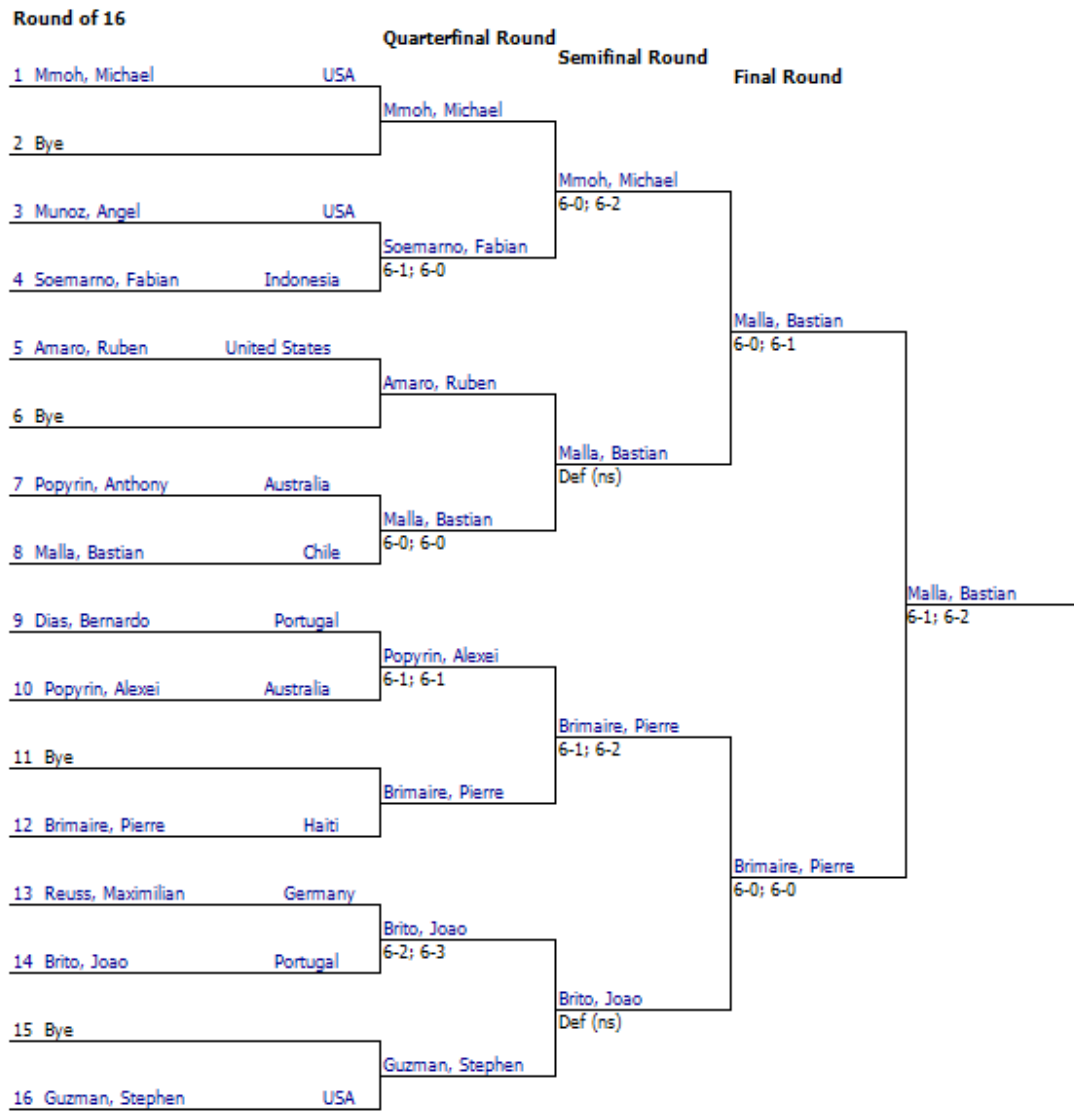 Round of 16
Quarterfinal Round
Semifinal Round
Final Round
1 Mmoh, Michael USA
Mmoh, Michael
2 Bye
Mmoh, Michael
6-0; 6-2
3 Munoz, Angel USA
Soemarno, Fabian
6-1; 6-0
4 Soemarno, Fabian Indonesia
Malla, Bastian
6-0; 6-1
5 Amaro, Ruben United States
Amaro, Ruben
6 Bye
Malla, Bastian
Def (ns)
7 Popyrin, Anthony Australia
Malla, Bastian
6-0; 6-0
8 Malla, Bastian Chile
Malla, Bastian
6-1; 6-2
9 Dias, Bernardo Portugal
Popyrin, Alexei
6-1; 6-1
10 Popyrin, Alexei Australia
Brimaire, Pierre
6-1; 6-2
11 Bye
Brimaire, Pierre
12 Brimaire, Pierre Haiti
Brimaire, Pierre
6-0; 6-0
13 Reuss, Maximilian Germany
Brito, Joao
6-2; 6-3
14 Brito, Joao Portugal
Brito, Joao
Def (ns)
15 Bye
Guzman, Stephen
16 Guzman, Stephen USA